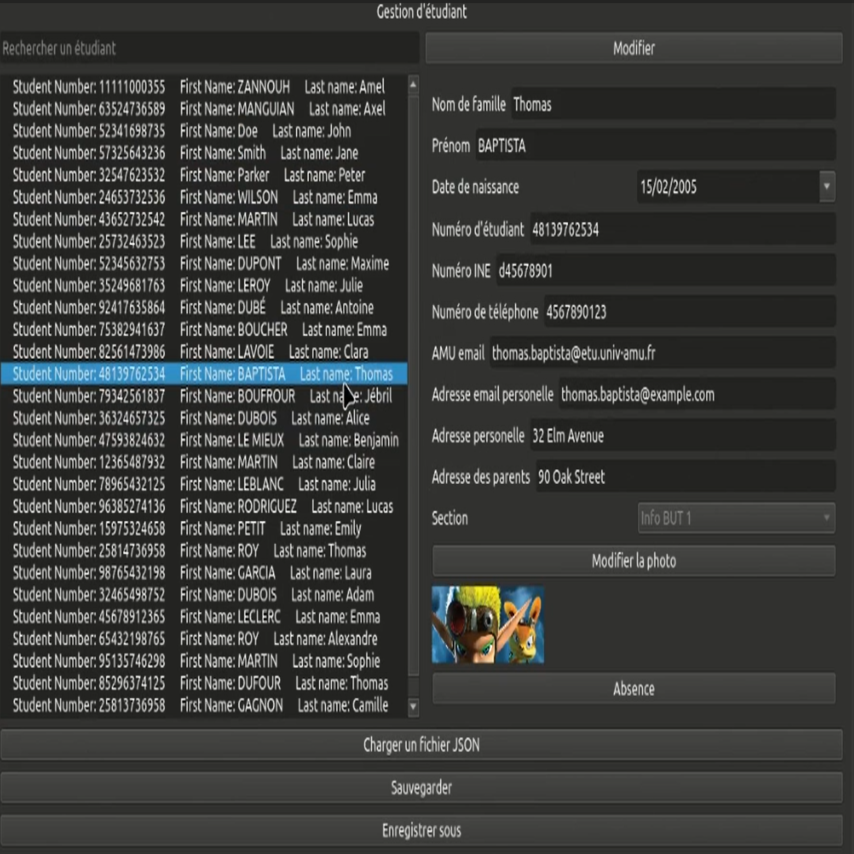 Gestion d'étudiant
Rechercher un étudiant
Student Number: 11111000355 First Name: ZANNOUH Last name: Amel
Student Number: 63524736589 First Name: MANGUIAN Last name: Axel
Student Number: 52341698735 First Name: Doe Last name: John
Student Number: 57325643236 First Name: Smith Last name: Jane
Student Number: 32547623532 First Name: Parker Last name: Peter
Student Number: 24653732536 First Name: WILSON Last name: Emma
Student Number: 43652732542 First Name: MARTIN Last name: Lucas
Student Number: 25732463523 First Name: LEE Last name: Sophie
Student Number: 52345632753 First Name: DUPONT Last name: Maxime
Student Number: 35249681763 First Name: LEROY Last name: Julie
Student Number: 92417635864 First Name: DUBÉ Last name: Antoine
Student Number: 75382941637 First Name: BOUCHER Last name: Emma
Student Number: 82561473986 First Name: LAVOIE Last name: Clara
Student Number: 48139762534 First Name: BAPTISTA Last name: Thomas
Student Number: 79342561837 First Name: BOUFROUR Last name: Jébril
Student Number: 36324657325 First Name: DUBOIS Last name: Alice
Student Number: 47593824632 First Name: LE MIEUX Last name: Benjamin
Student Number: 12365487932 First Name: MARTIN Last name: Claire
Student Number: 78965432125 First Name: LEBLANC Last name: Julia
Student Number: 96385274136 First Name: RODRIGUEZ Last name: Lucas
Student Number: 15975324658 First Name: PETIT Last name: Emily
Student Number: 25814736958 First Name: ROY Last name: Thomas
Student Number: 98765432198 First Name: GARCIA Last name: Laura
Student Number: 32465498752 First Name: DUBOIS Last name: Adam
Student Number: 45678912365 First Name: LECLERC Last name: Emma
Student Number: 65432198765 First Name: ROY Last name: Alexandre
Student Number: 95135746298 First Name: MARTIN Last name: Sophie
Student Number: 85296374125 First Name: DUFOUR Last name: Thomas
Student Number: 25813736958 First Name: GAGNON Last name: Camille
Modifier
Nom de famille Thomas
Prénom BAPTISTA
Date de naissance 15/02/2005
Numéro d'étudiant 48139762534
Numéro INE d45678901
Numéro de téléphone 4567890123
AMU email thomas.baptista@etu.univ-amu.fr
Adresse email personelle thomas.baptista@example.com
Adresse personelle 32 Elm Avenue
Adresse des parents 90 Oak Street
Section Info BUT 1
Modifier la photo
Absence
Charger un fichier JSON
Sauvegarder
Enregistrer sous